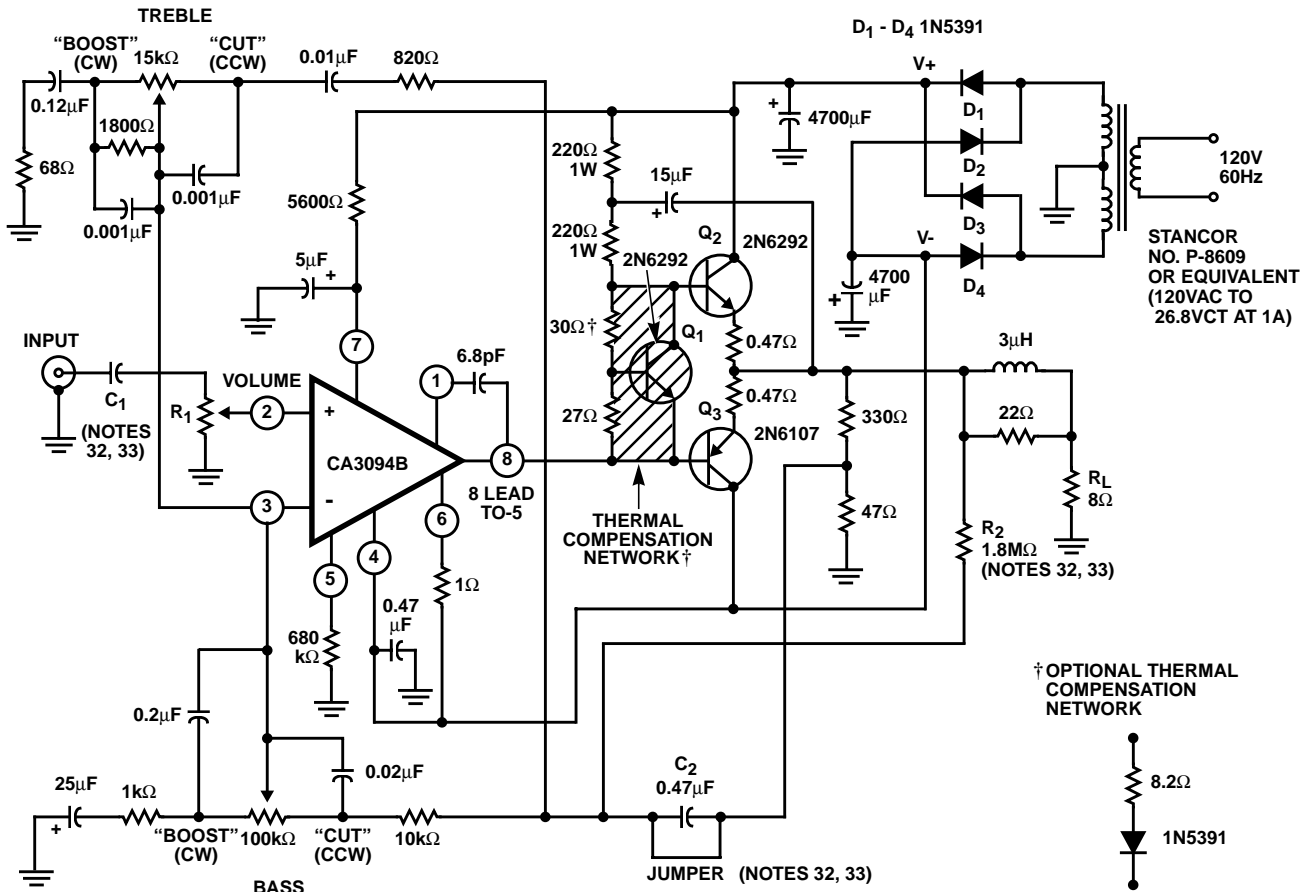 TREBLE
"BOOST"
(CW)
15kΩ
"CUT"
(CCW)
0.01µF
820Ω
0.12µF
1800Ω
68Ω
0.001µF
0.001µF
5600Ω
5µF
+
220Ω
1W
15µF
+
220Ω
1W
2N6292
Q2
2N6292
30Ω†
Q1
0.47Ω
0.47Ω
27Ω
Q3
2N6107
THERMAL
COMPENSATION
NETWORK†
D1 - D4 1N5391
V+
+
4700µF
D1
D2
D3
V-
D4
4700
µF
+
120V
60Hz
STANCOR
NO. P-8609
OR EQUIVALENT
(120VAC TO
26.8VCT AT 1A)
INPUT
C1
(NOTES
32, 33)
VOLUME
R1
2
7
1
6.8pF
+
CA3094B
-
8
8 LEAD
TO-5
3
6
4
5
1Ω
0.47
µF
680
kΩ
330Ω
47Ω
3µH
22Ω
RL
8Ω
R2
1.8MΩ
(NOTES 32, 33)
0.2µF
0.02µF
25µF
+
1kΩ
"BOOST"
(CW)
100kΩ
"CUT"
(CCW)
10kΩ
BASS
C2
0.47µF
JUMPER (NOTES 32, 33)
†OPTIONAL THERMAL
COMPENSATION
NETWORK
8.2Ω
1N5391